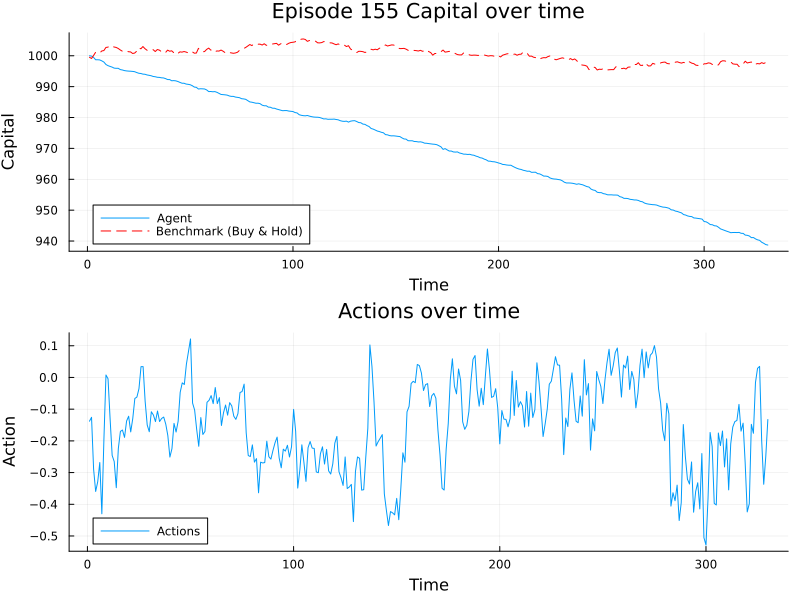 Episode 155 Capital over time
Capital
1000
990
980
970
960
950
940
Agent
Benchmark (Buy & Hold)
0 100 200 300
Time
Actions over time
Action
0.1
0.0
−0.1
−0.2
−0.3
−0.4
−0.5
Actions
0 100 200 300
Time